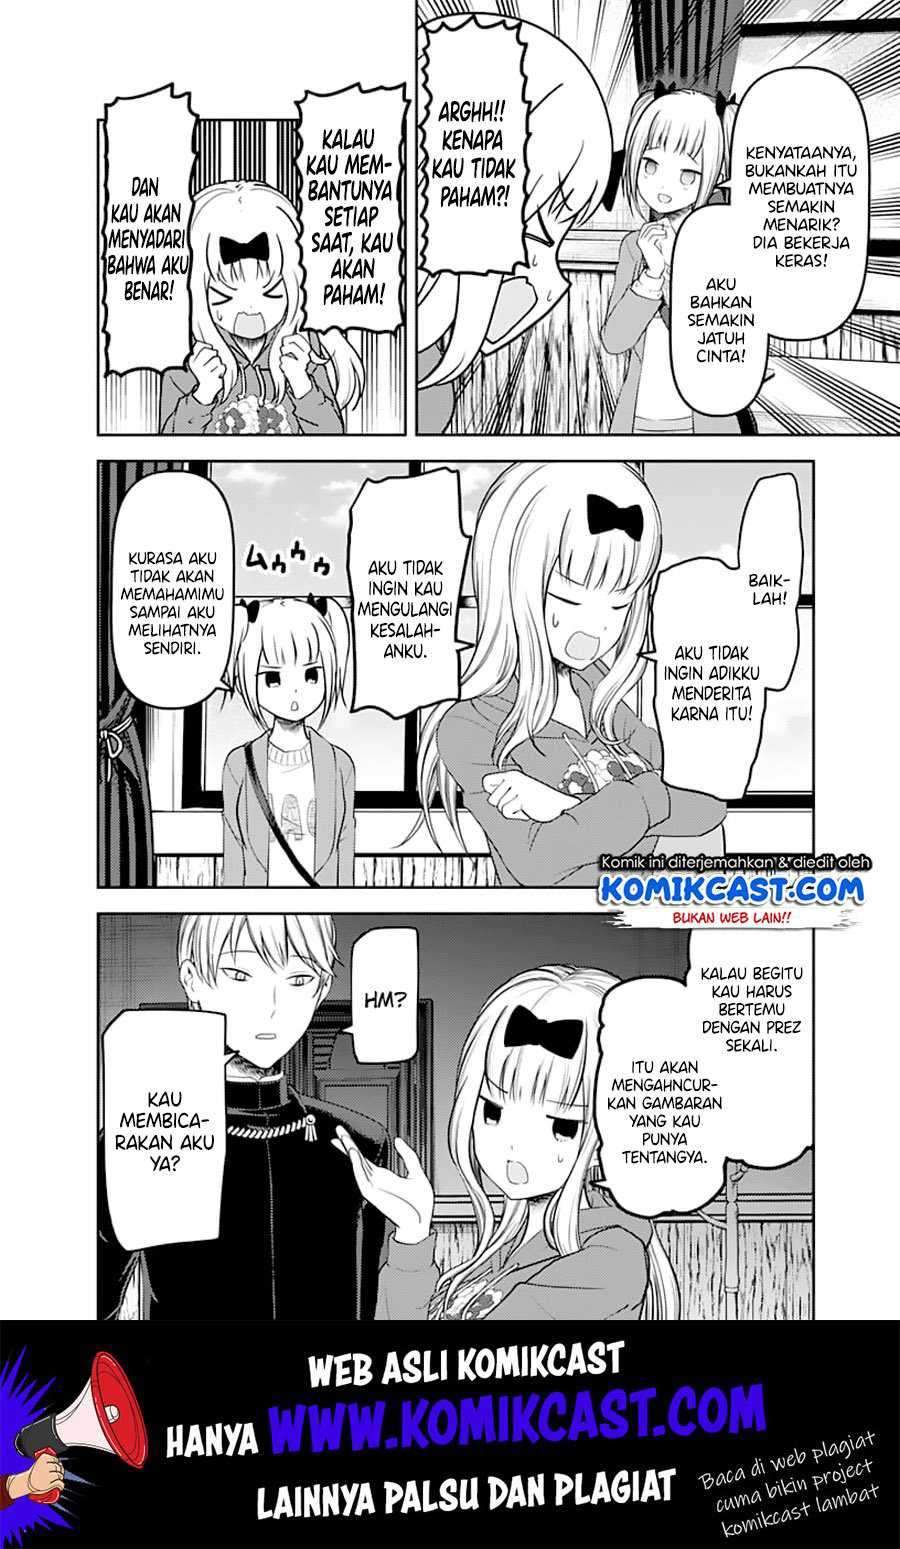 KENYATAANYA,
BUKANKAH ITU
MEMBUATNYA
SEMAKIN
MENARIK?
DIA BEKERJA
KERAS!
AKU
BAHKAN
SEMAKIN
JATUH
CINTA!
ARGHH!!
KENAPA
KAU TIDAK
PAHAM?!
KALAU
KAU MEM-
BANTUNYA
SETIAP
SAAT, KAU
AKAN
PAHAM!
DAN
KAU AKAN
MENYADARI
BAHWA AKU
BENAR!
BAIK-
LAH!
AKU TIDAK
INGIN ADIKKU
MENDERITA
KARNA ITU!
AKU TIDAK
INGIN KAU
MENGULANGI
KESALAH-
ANKU.
ムゥゥゥ
KURASA AKU
TIDAK AKAN
MEMAHAMIMU
SAMPAI AKU
MELIHATNYA
SENDIRI.
Komik ini diterjemahkan & diedit oleh
KOMIKCAST.COM
BUKAN WEB LAIN!!
KALAU BEGITU
KAU HARUS
BERTEMU
DENGAN PREZ
SEKALI.
ITU AKAN
MENGAHNCUR-
KAN GAMBARAN
YANG KAU
PUNYA
TENTANGYA.
HM?
KAU
MEMBICA-
RAKAN AKU
YA?
WEB ASLI KOMIKCAST
HANYA WWW.KOMIKCAST.COM
LAINNYA PALSU DAN PLAGIAT
Baca di web plagiat
cuma bikin project
komikcast lambat